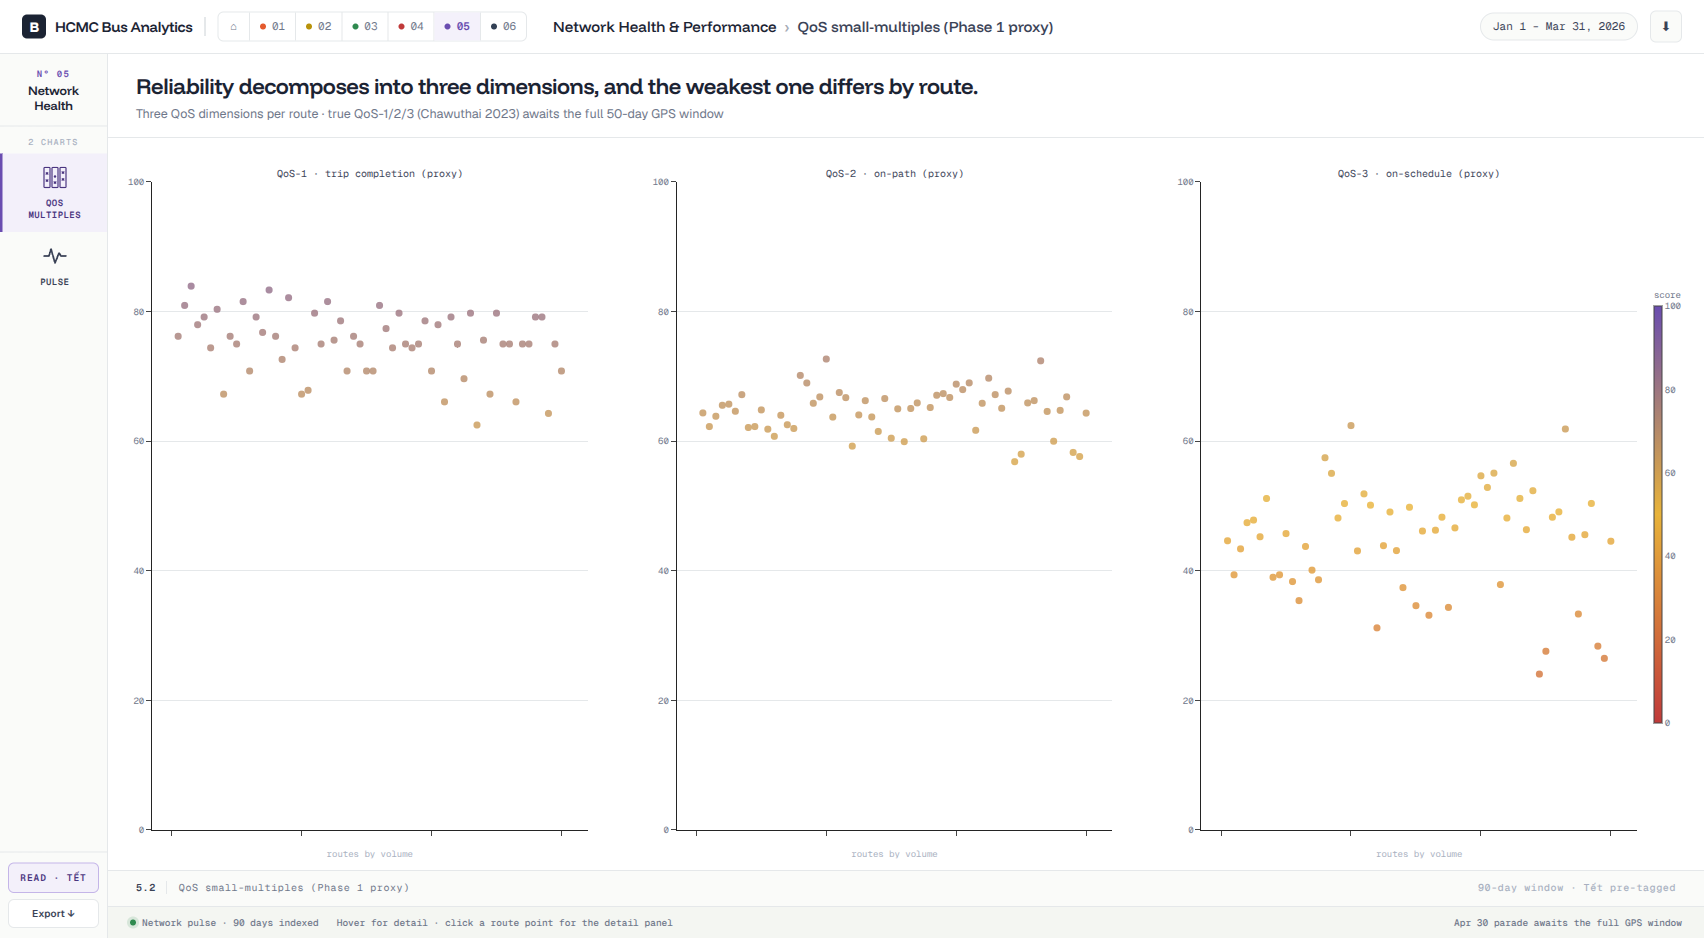 B HCMC Bus Analytics
⌂ 01 02 03 04 05 06
Network Health & Performance › QoS small-multiples (Phase 1 proxy)
Jan 1 – Mar 31, 2026 ⬇
N° 05
Network
Health
2 CHARTS
QOS
MULTIPLES
PULSE
READ · TẾT
Export ↓
Reliability decomposes into three dimensions, and the weakest one differs by route.
Three QoS dimensions per route · true QoS-1/2/3 (Chawuthai 2023) awaits the full 50-day GPS window
QoS-1 · trip completion (proxy)
100
80
60
40
20
0
routes by volume
QoS-2 · on-path (proxy)
100
80
60
40
20
0
routes by volume
QoS-3 · on-schedule (proxy)
100
80
60
40
20
0
routes by volume
score
100
80
60
40
20
0
5.2 QoS small-multiples (Phase 1 proxy)
90-day window · Tết pre-tagged
Network pulse · 90 days indexed Hover for detail · click a route point for the detail panel
Apr 30 parade awaits the full GPS window